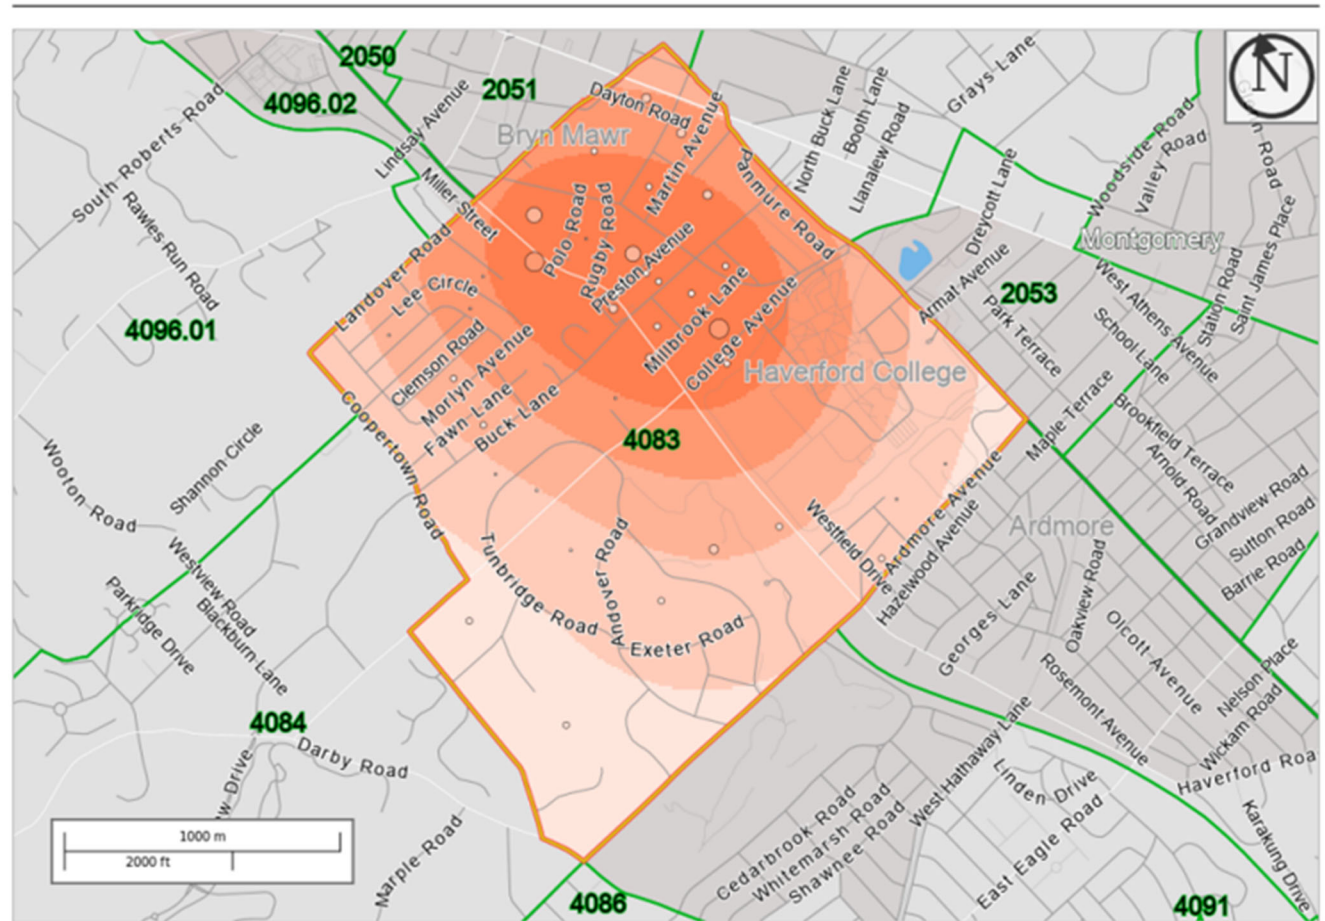 2050
4096.02
2051
Bryn Mawr
Dayton Road
Grays Lane
N
South Roberts Road
Lindsay Avenue
Martin Avenue
North Buck Lane
Booth Lane
Llanalew Road
Woodside Road
Valley Road
Road
Miller Street
Panmure Road
Dreycott Lane
Saint James Place
Rawles Run Road
Polo Road
Rugby Road
Preston Avenue
Montgomery
Station Road
Landover Road
Lee Circle
Millbrook Lane
College Avenue
Armat Avenue
2053
West Athens Avenue
4096.01
Clemson Road
Morlyn Avenue
Park Terrace
School Lane
Haverford College
Fawn Lane
Buck Lane
Coopertown Road
4083
Maple Terrace
Brookfield Terrace
Wooton Road
Shannon Circle
Arnold Road
Grandview Road
Sutton Road
Barrie Road
Westfield Drive
Ardmore Avenue
Hazelwood Avenue
Ardmore
Westview Road
Tunbridge Road
Andover Road
Exeter Road
Oakview Road
Georges Lane
Parkridge Drive
Blackburn Lane
Olcott Avenue
Rosemont Avenue
Nelson Place
Wickam Road
4084
Darby Road
w Drive
West Hathaway Lane
Linden Drive
Haverford Roa
1000 m
2000 ft
Marple Road
Cedarbrook Road
Whitemarsh Road
Shawnee Road
East Eagle Road
Karakung Drive
4086
4091